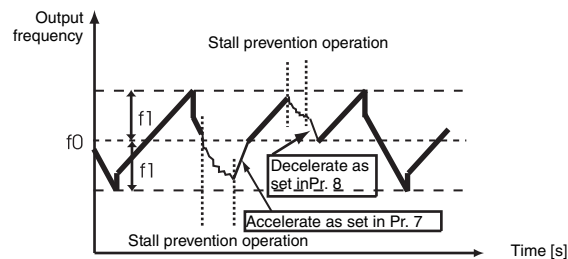 Output
frequency
Stall prevention operation
f1
f0
f1
Decelerate as
set inPr. 8
Accelerate as set in Pr. 7
Stall prevention operation
Time [s]